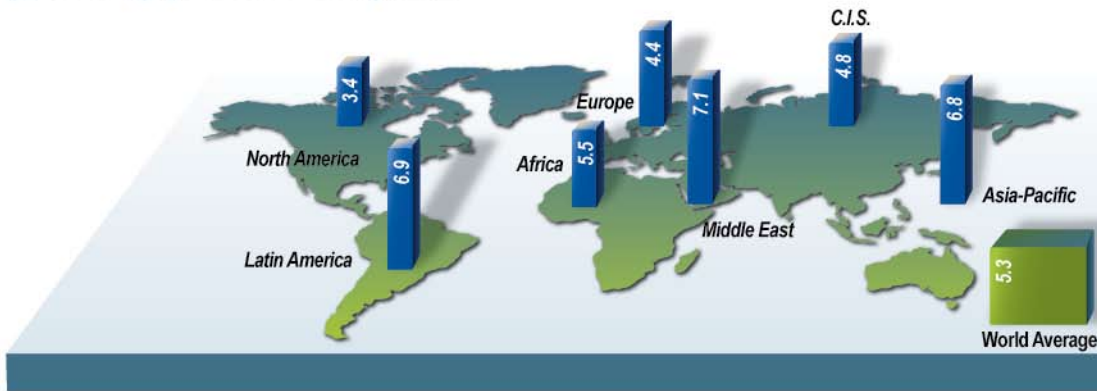 C.I.S.
4.4
4.8
3.4
7.1
6.8
Europe
5.5
North America
Africa
6.9
Asia-Pacific
Middle East
Latin America
5.3
World Average